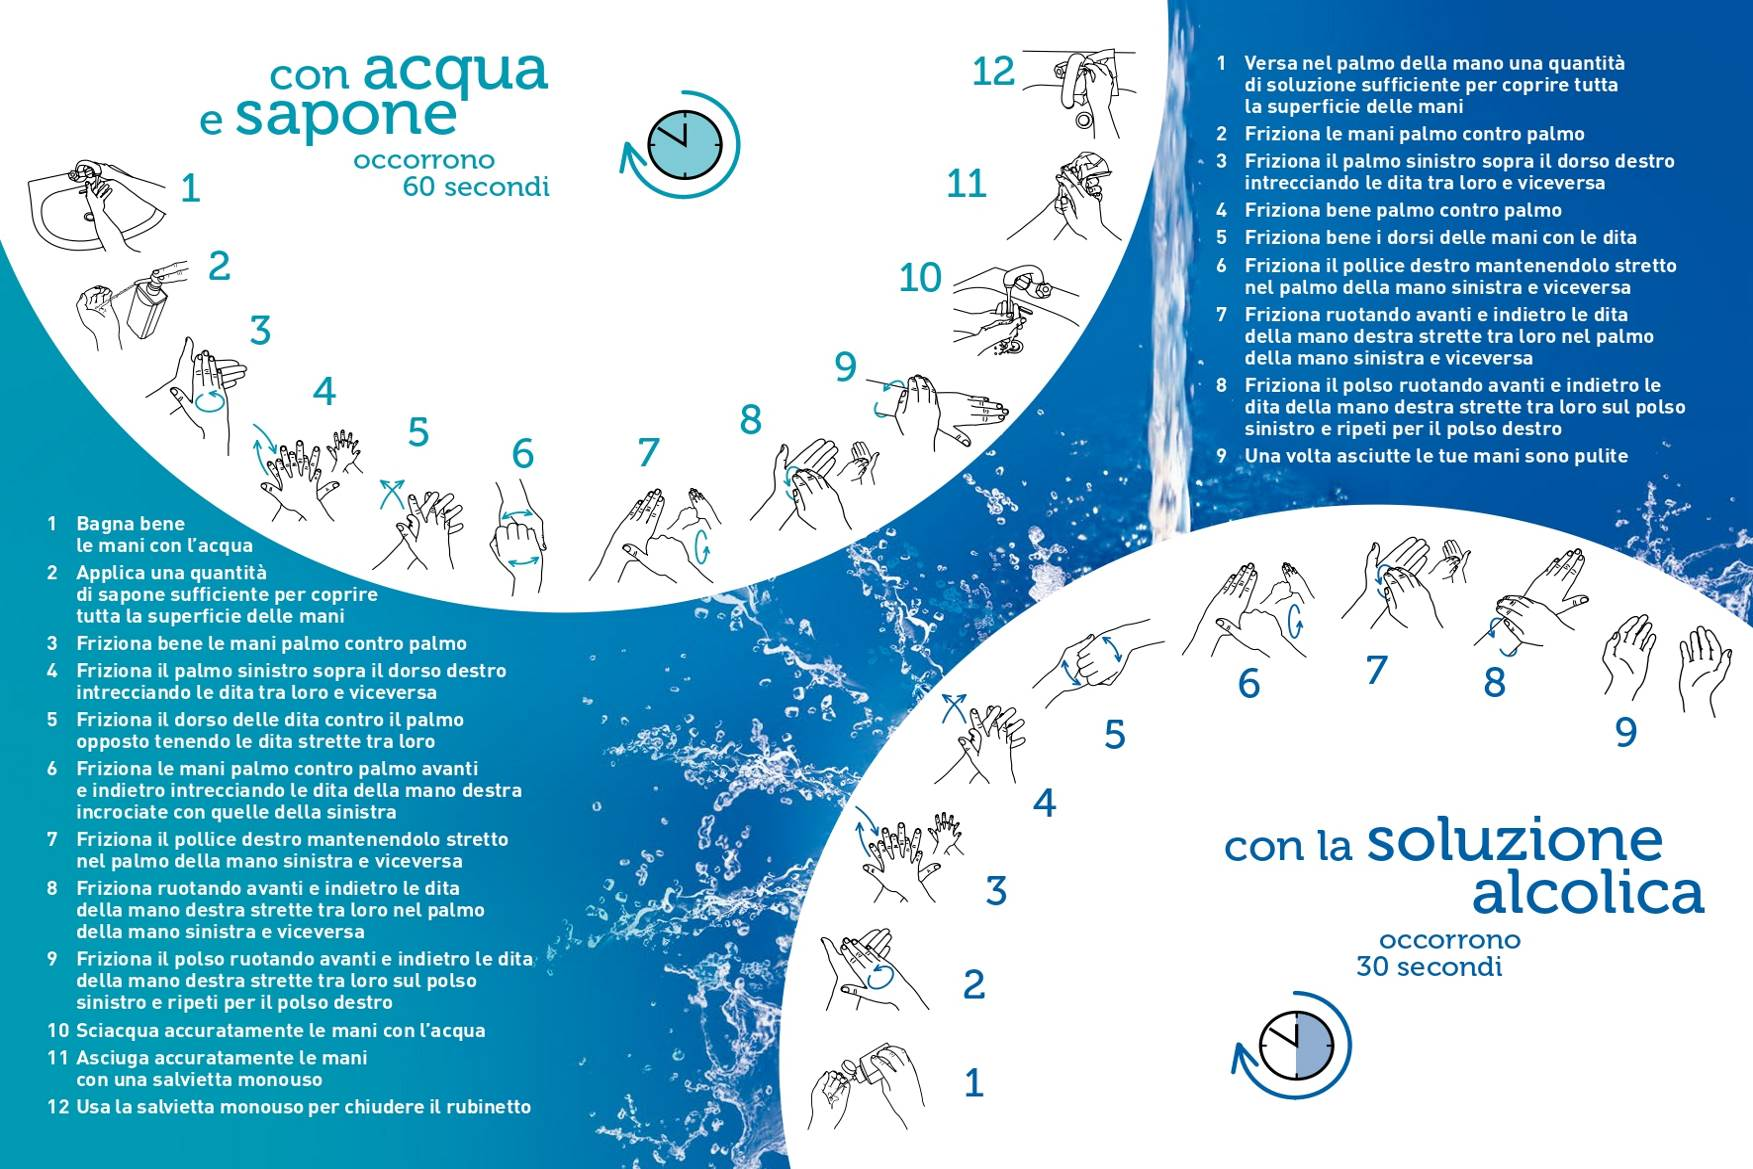 con acqua
e sapone
occorrono
60 secondi
1
2
3
4
5
6
7
8
9
10
11
12
1 Bagna bene
le mani con l'acqua
2 Applica una quantità
di sapone sufficiente per coprire
tutta la superficie delle mani
3 Friziona bene le mani palmo contro palmo
4 Friziona il palmo sinistro sopra il dorso destro
intrecciando le dita tra loro e viceversa
5 Friziona il dorso delle dita contro il palmo
opposto tenendo le dita strette tra loro
6 Friziona le mani palmo contro palmo avanti
e indietro intrecciando le dita della mano destra
incrociate con quelle della sinistra
7 Friziona il pollice destro mantenendolo stretto
nel palmo della mano sinistra e viceversa
8 Friziona ruotando avanti e indietro le dita
della mano destra strette tra loro nel palmo
della mano sinistra e viceversa
9 Friziona il polso ruotando avanti e indietro le dita
della mano destra strette tra loro sul polso
sinistro e ripeti per il polso destro
10 Sciacqua accuratamente le mani con l'acqua
11 Asciuga accuratamente le mani
con una salvietta monouso
12 Usa la salvietta monouso per chiudere il rubinetto
1 Versa nel palmo della mano una quantità
di soluzione sufficiente per coprire tutta
la superficie delle mani
2 Friziona le mani palmo contro palmo
3 Friziona il palmo sinistro sopra il dorso destro
intrecciando le dita tra loro e viceversa
4 Friziona bene palmo contro palmo
5 Friziona bene i dorsi delle mani con le dita
6 Friziona il pollice destro mantenendolo stretto
nel palmo della mano sinistra e viceversa
7 Friziona ruotando avanti e indietro le dita
della mano destra strette tra loro nel palmo
della mano sinistra e viceversa
8 Friziona il polso ruotando avanti e indietro le
dita della mano destra strette tra loro sul polso
sinistro e ripeti per il polso destro
9 Una volta asciutte le tue mani sono pulite
con la soluzione
alcolica
occorrono
30 secondi
1
2
3
4
5
6
7
8
9